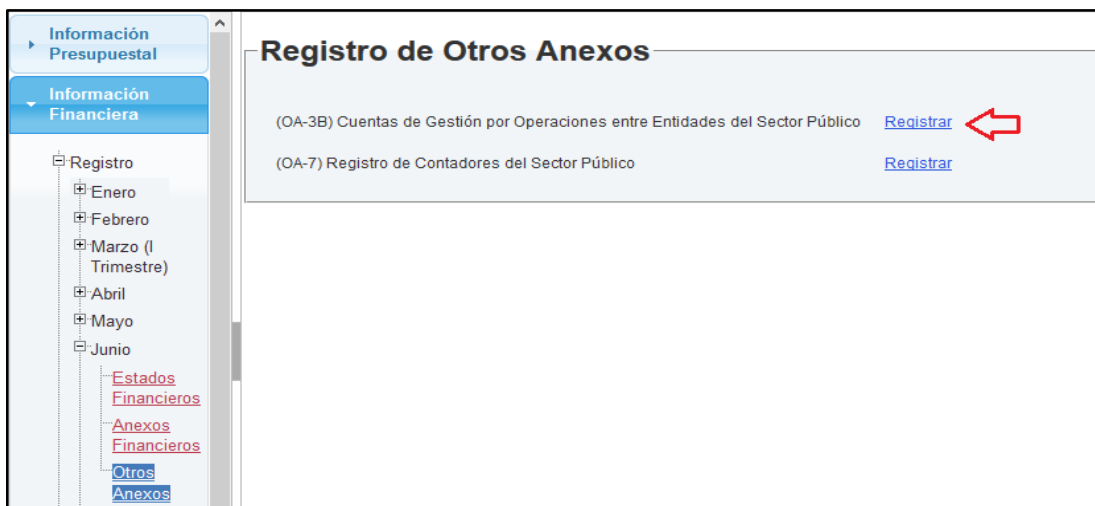 Información
Presupuestal
Información
Financiera
Registro
Enero
Febrero
Marzo (I
Trimestre)
Abril
Mayo
Junio
Estados
Financieros
Anexos
Financieros
Otros
Anexos
Registro de Otros Anexos
(OA-3B) Cuentas de Gestión por Operaciones entre Entidades del Sector Público Registrar
(OA-7) Registro de Contadores del Sector Público Registrar